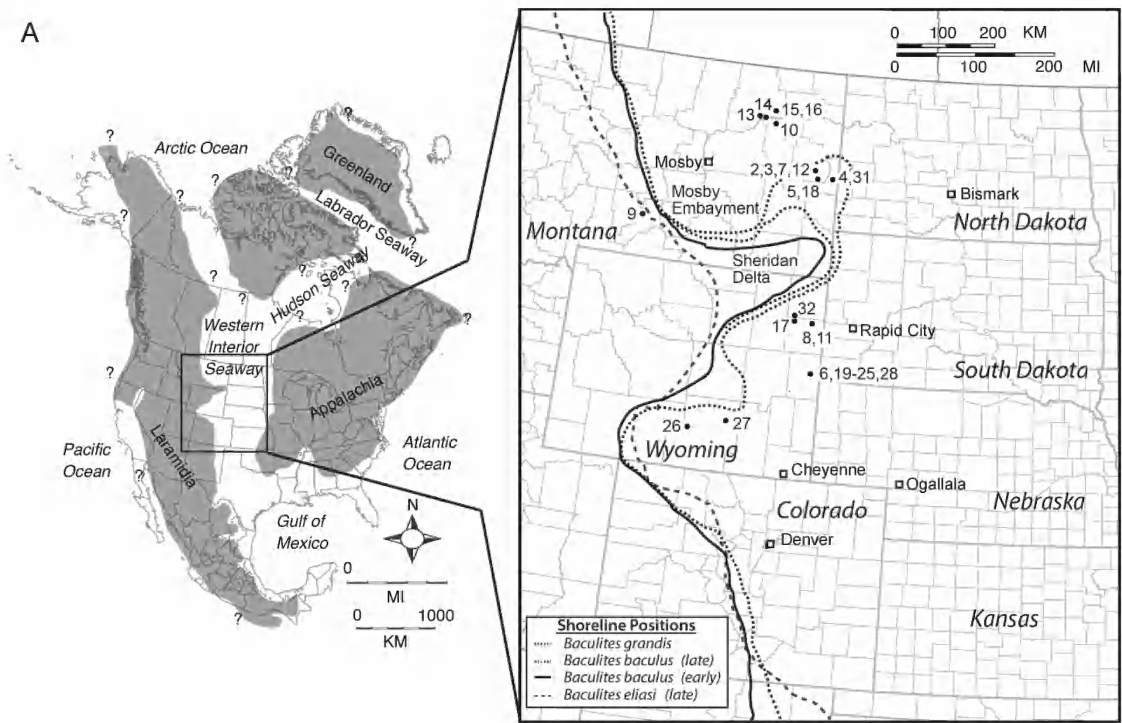 A
?
?
Arctic Ocean
Greenland
?
?
?
Labrador Seaway
?
?
Hudson Seaway
?
?
?
?
Western
Interior
Seaway
?
?
Appalachia
Laramidia
Pacific
Ocean
Atlantic
Ocean
?
Gulf of
Mexico
N
0
MI
0 1000
KM
?
0 100 200 KM
0 100 200 MI
14 15,16
13
10
Mosby
2,3,7,12 4,31
5,18
Mosby
Embayment
Bismark
North Dakota
9
Montana
Sheridan
Delta
32
17
8,11
Rapid City
South Dakota
6,19-25,28
26 27
Wyoming
Cheyenne
Ogallala
Colorado
Nebraska
Denver
Kansas
Shoreline Positions
Baculites grandis
Baculites baculus (late)
Baculites baculus (early)
Baculites eliasi (late)